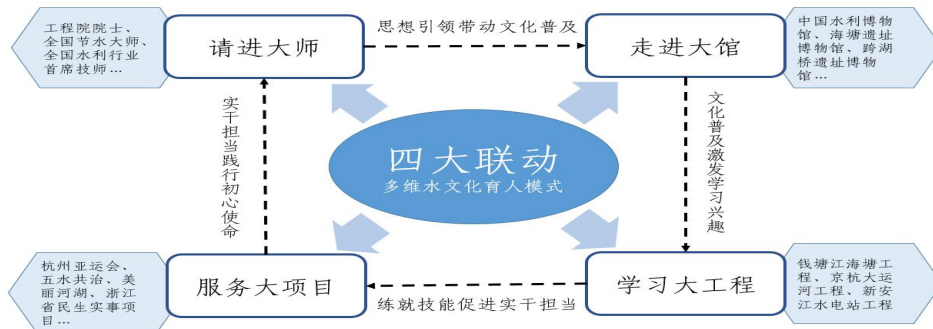 工程院院士、
全国节水大师、
全国水利行业
首席技师…
请进大师
思想引领带动文化普及
走进大馆
中国水利博物
馆、海塘遗址
博物馆、跨湖
桥遗址博物
馆…
实干担当践行初心使命
四大联动
多维水文化育人模式
文化普及激发学习兴趣
杭州亚运会、
五水共治、美
丽河湖、浙江
省民生实事项
目…
服务大项目
练就技能促进实干担当
学习大工程
钱塘江海塘工
程、京杭大运
河工程、新安
江水电站工程